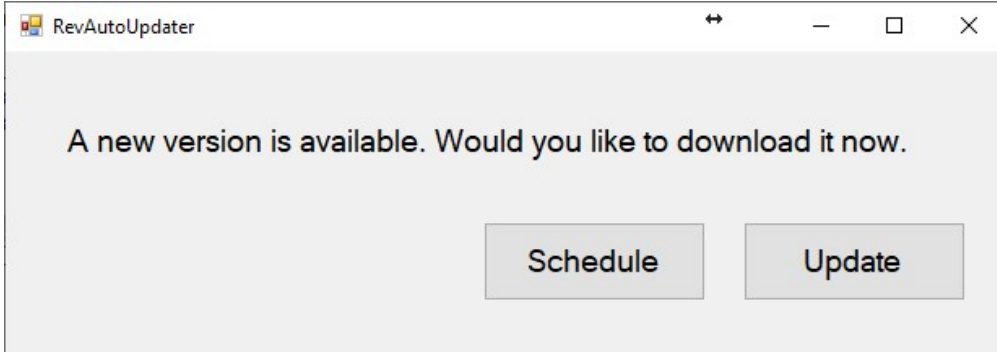 RevAutoUpdater
A new version is available. Would you like to download it now.
Schedule Update